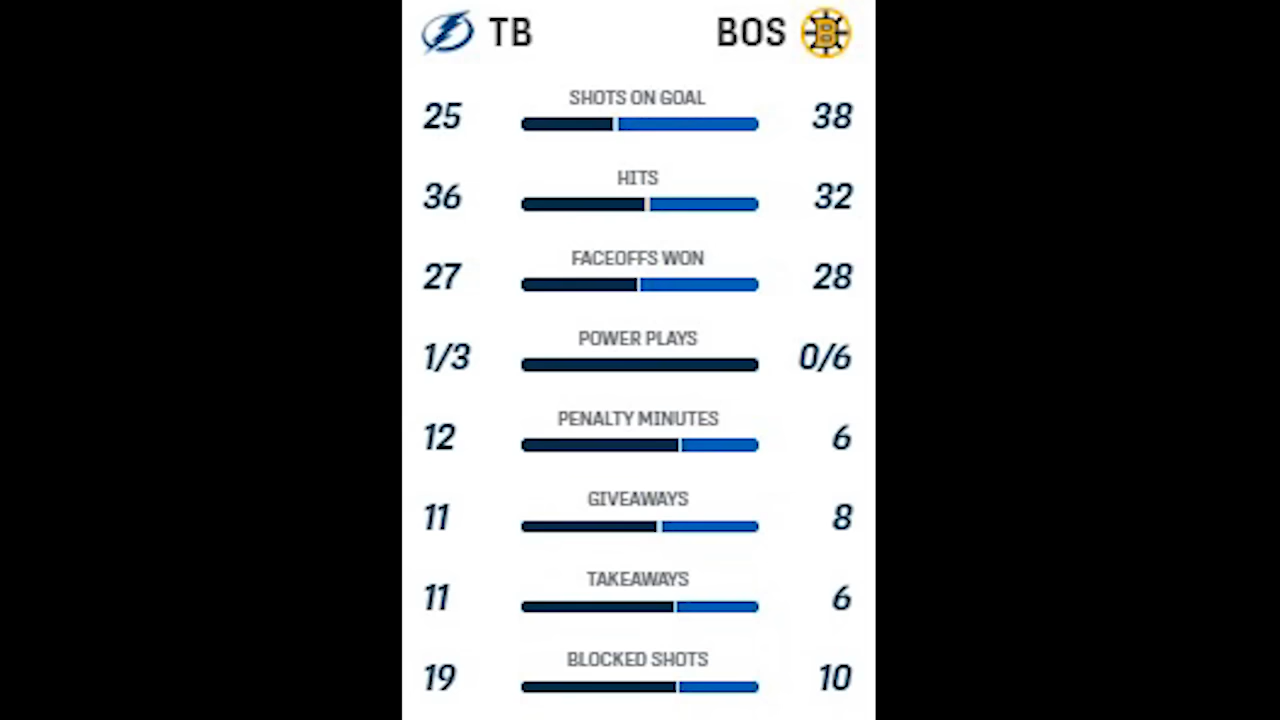 TB BOS B
SHOTS ON GOAL
25 38
HITS
36 32
FACEOFFS WON
27 28
POWER PLAYS
1/3 0/6
PENALTY MINUTES
12 6
GIVEAWAYS
11 8
TAKEAWAYS
11 6
BLOCKED SHOTS
19 10